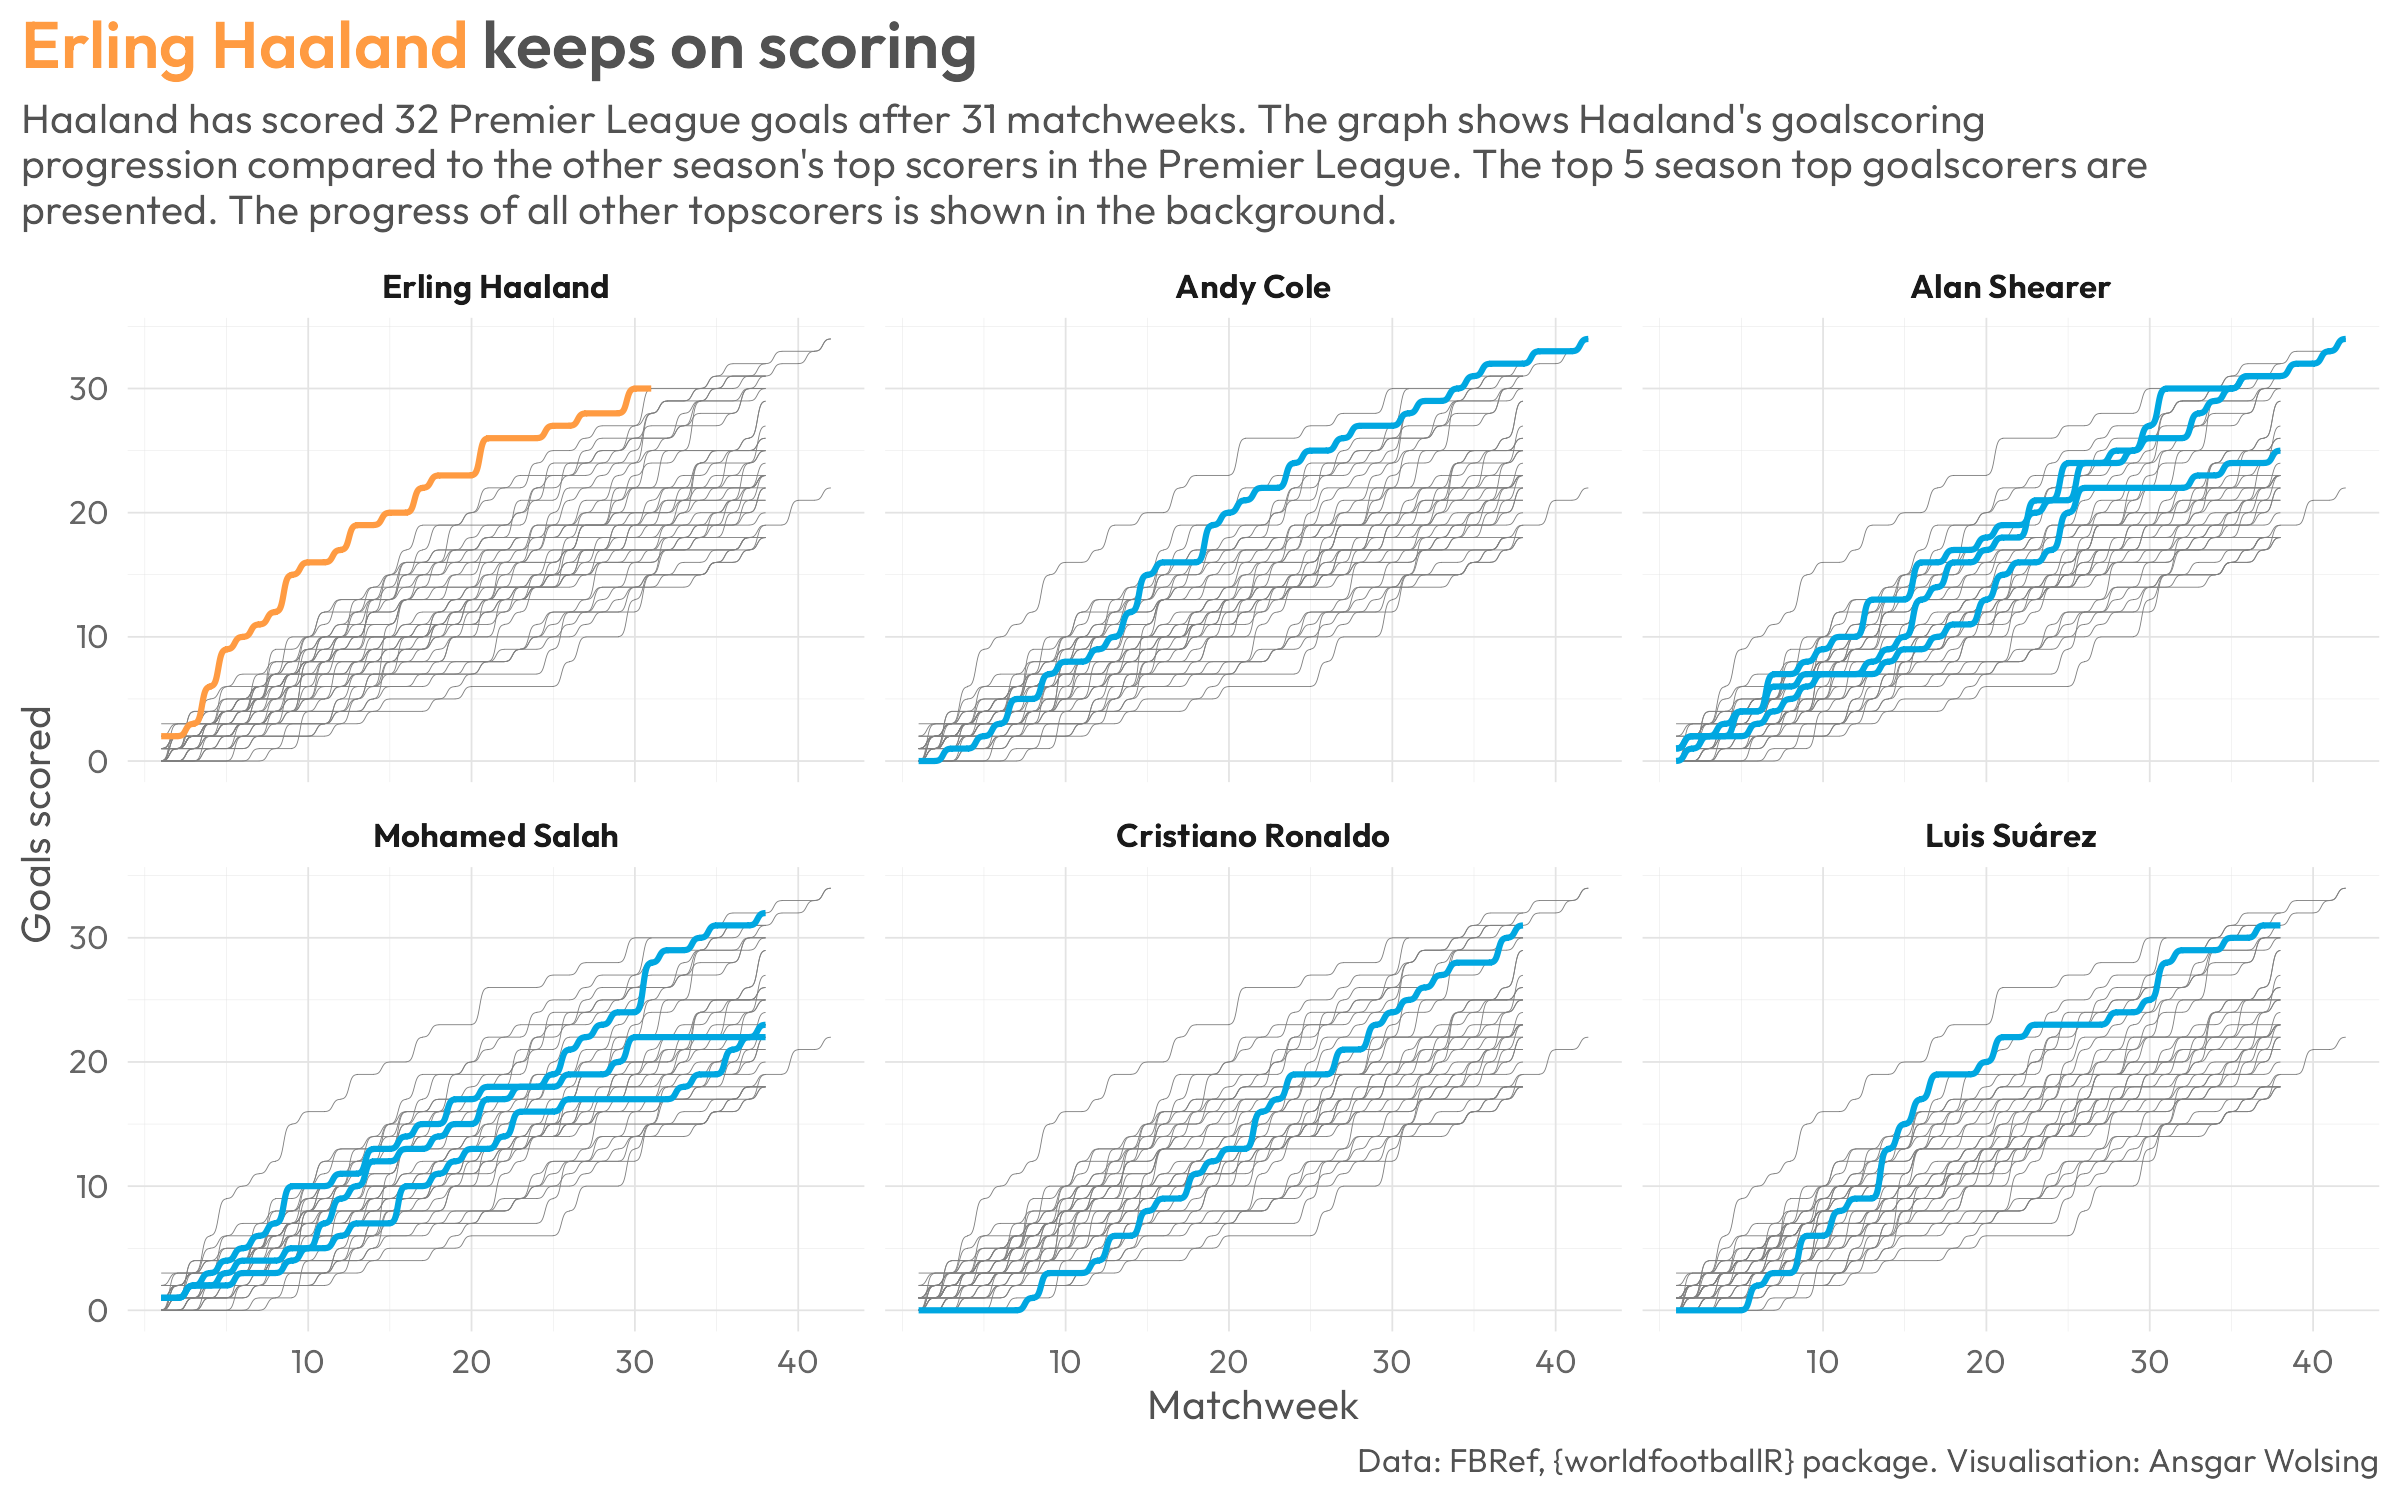 Erling Haaland keeps on scoring
Haaland has scored 32 Premier League goals after 31 matchweeks. The graph shows Haaland's goalscoring
progression compared to the other season's top scorers in the Premier League. The top 5 season top goalscorers are
presented. The progress of all other topscorers is shown in the background.
Erling Haaland
Andy Cole
Alan Shearer
30
20
10
0
Goals scored
Mohamed Salah
Cristiano Ronaldo
Luis Suárez
30
20
10
0
10 20 30 40
10 20 30 40
10 20 30 40
Matchweek
Data: FBRef, {worldfootballR} package. Visualisation: Ansgar Wolsing